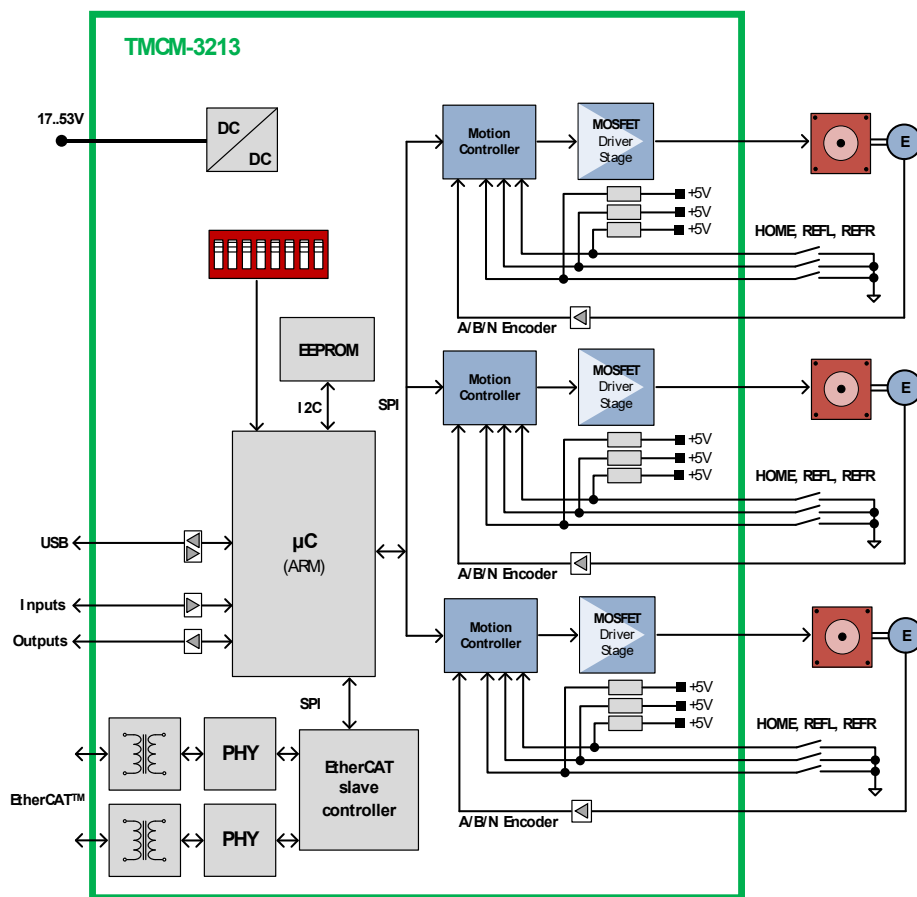 TMCM-3213
17..53V
DC
DC
Motion
Controller
MOSFET
Driver
Stage
E
+5V
+5V
+5V
HOME, REFL, REFR
A/B/N Encoder
EEPROM
I2C
SPI
Motion
Controller
MOSFET
Driver
Stage
E
+5V
+5V
+5V
HOME, REFL, REFR
A/B/N Encoder
µC
(ARM)
USB
Inputs
Outputs
SPI
Motion
Controller
MOSFET
Driver
Stage
E
+5V
+5V
+5V
HOME, REFL, REFR
A/B/N Encoder
PHY
EtherCAT™
PHY
EtherCAT
slave
controller